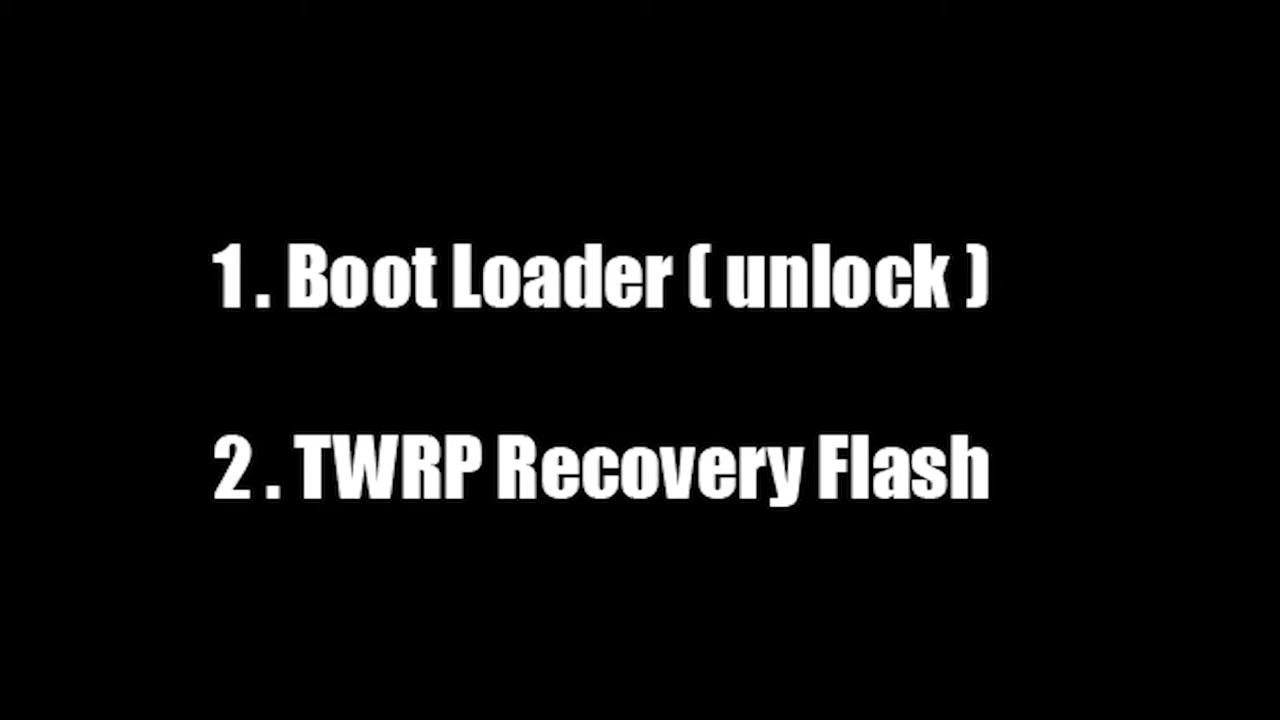 1 . Boot Loader ( unlock )
2 . TWRP Recovery Flash